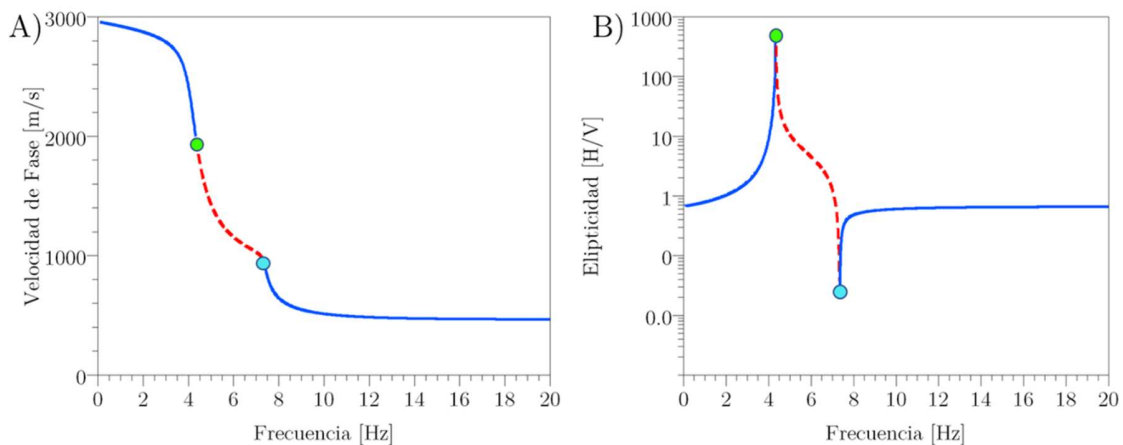 A)
Velocidad de Fase [m/s]
3000
2000
1000
0
0 2 4 6 8 10 12 14 16 18 20
Frecuencia [Hz]
B)
Elipticidad [H/V]
1000
100
10
1
0
0.0
0 2 4 6 8 10 12 14 16 18 20
Frecuencia [Hz]